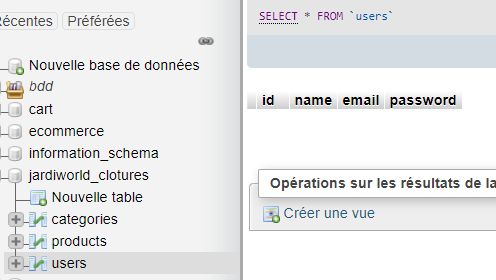 écentes Préférées
Nouvelle base de données
bdd
cart
ecommerce
information_schema
jardiworld_clotures
Nouvelle table
categories
products
users
SELECT * FROM `users`
id name email password
Opérations sur les résultats de la
Créer une vue